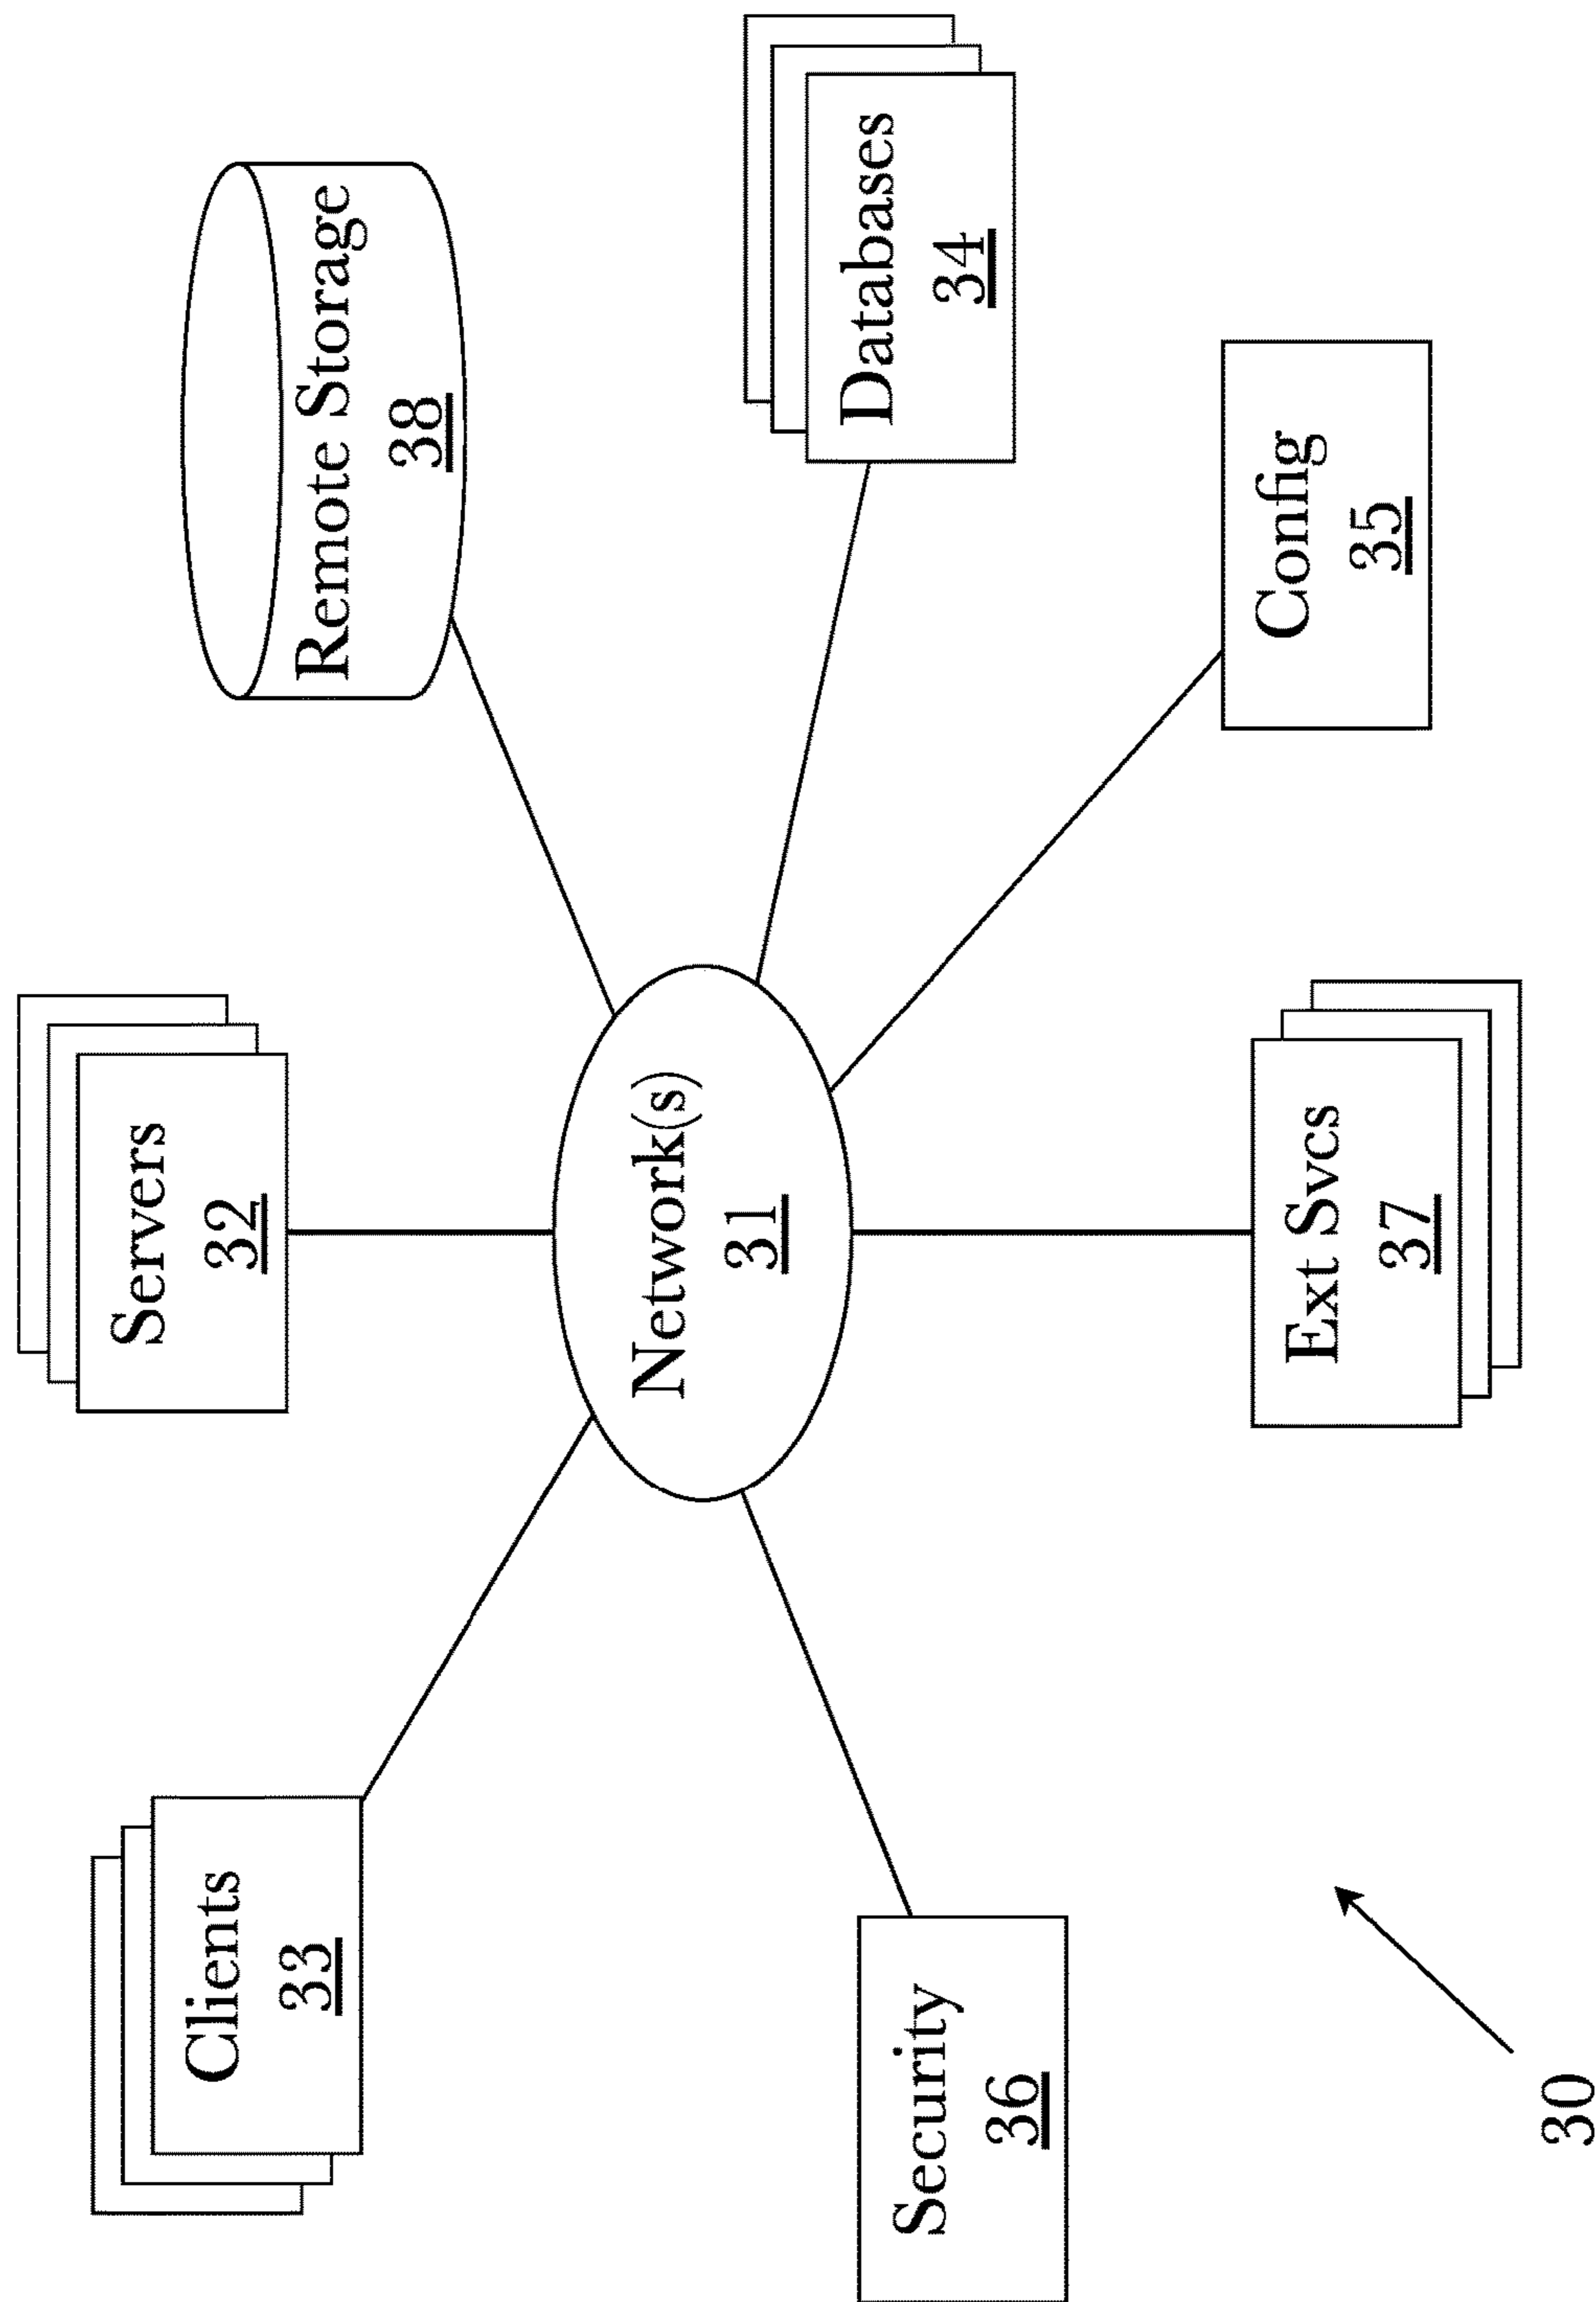 Servers
32
Clients
33
Remote Storage
38
Network(s)
31
Databases
34
Security
36
Config
35
Ext Svcs
37
30